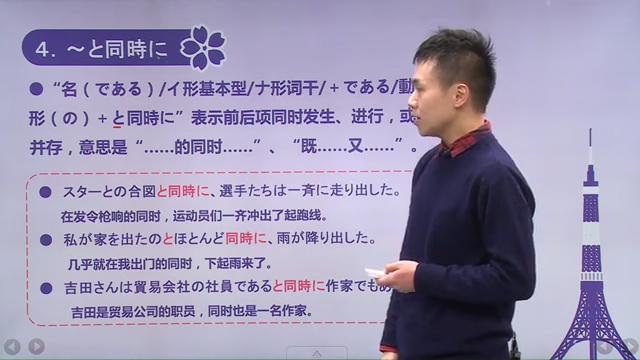 4. ～と同時に
● “名（である）/イ形基本型/ナ形词干/＋である/動
形（の）＋と同時に”表示前后项同时发生、进行，或
并存，意思是“……的同时……”、“既……又……”。
● スターとの合図と同時に、選手たちは一斉に走り出した。
在发令枪响的同时，运动员们一齐冲出了起跑线。
● 私が家を出たのとほとんど同時に、雨が降り出した。
几乎就在我出门的同时，下起雨来了。
● 吉田さんは貿易会社の社員であると同時に作家でもあ
吉田是贸易公司的职员，同时也是一名作家。